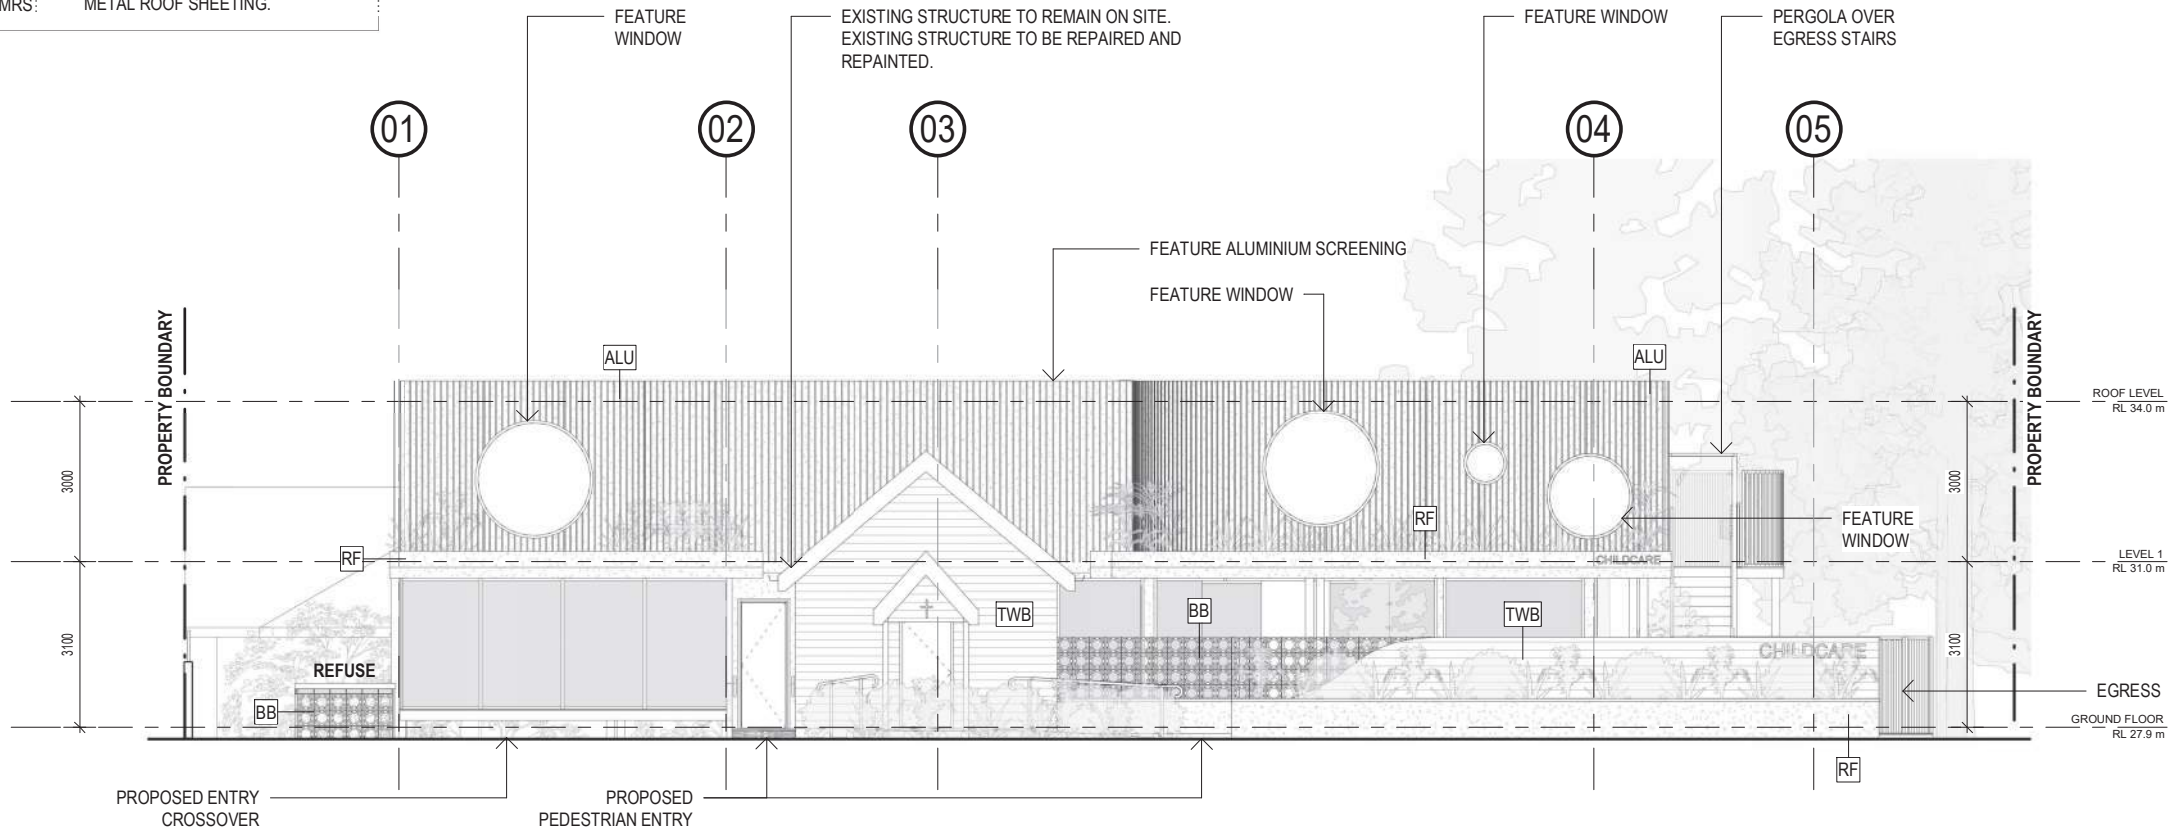 MRS METAL ROOF SHEETING.
FEATURE
WINDOW
EXISTING STRUCTURE TO REMAIN ON SITE.
EXISTING STRUCTURE TO BE REPAIRED AND
REPAINTED.
FEATURE WINDOW
PERGOLA OVER
EGRESS STAIRS
01
02
03
04
05
FEATURE ALUMINIUM SCREENING
FEATURE WINDOW
PROPERTY BOUNDARY
PROPERTY BOUNDARY
ALU
ALU
ROOF LEVEL
RL 34.0 m
3000
3000
RF
FEATURE
WINDOW
RF
CHILDCARE
LEVEL 1
RL 31.0 m
TWB
BB
TWB
3100
3100
CHILDCARE
REFUSE
BB
EGRESS
GROUND FLOOR
RL 27.9 m
RF
PROPOSED ENTRY
CROSSOVER
PROPOSED
PEDESTRIAN ENTRY